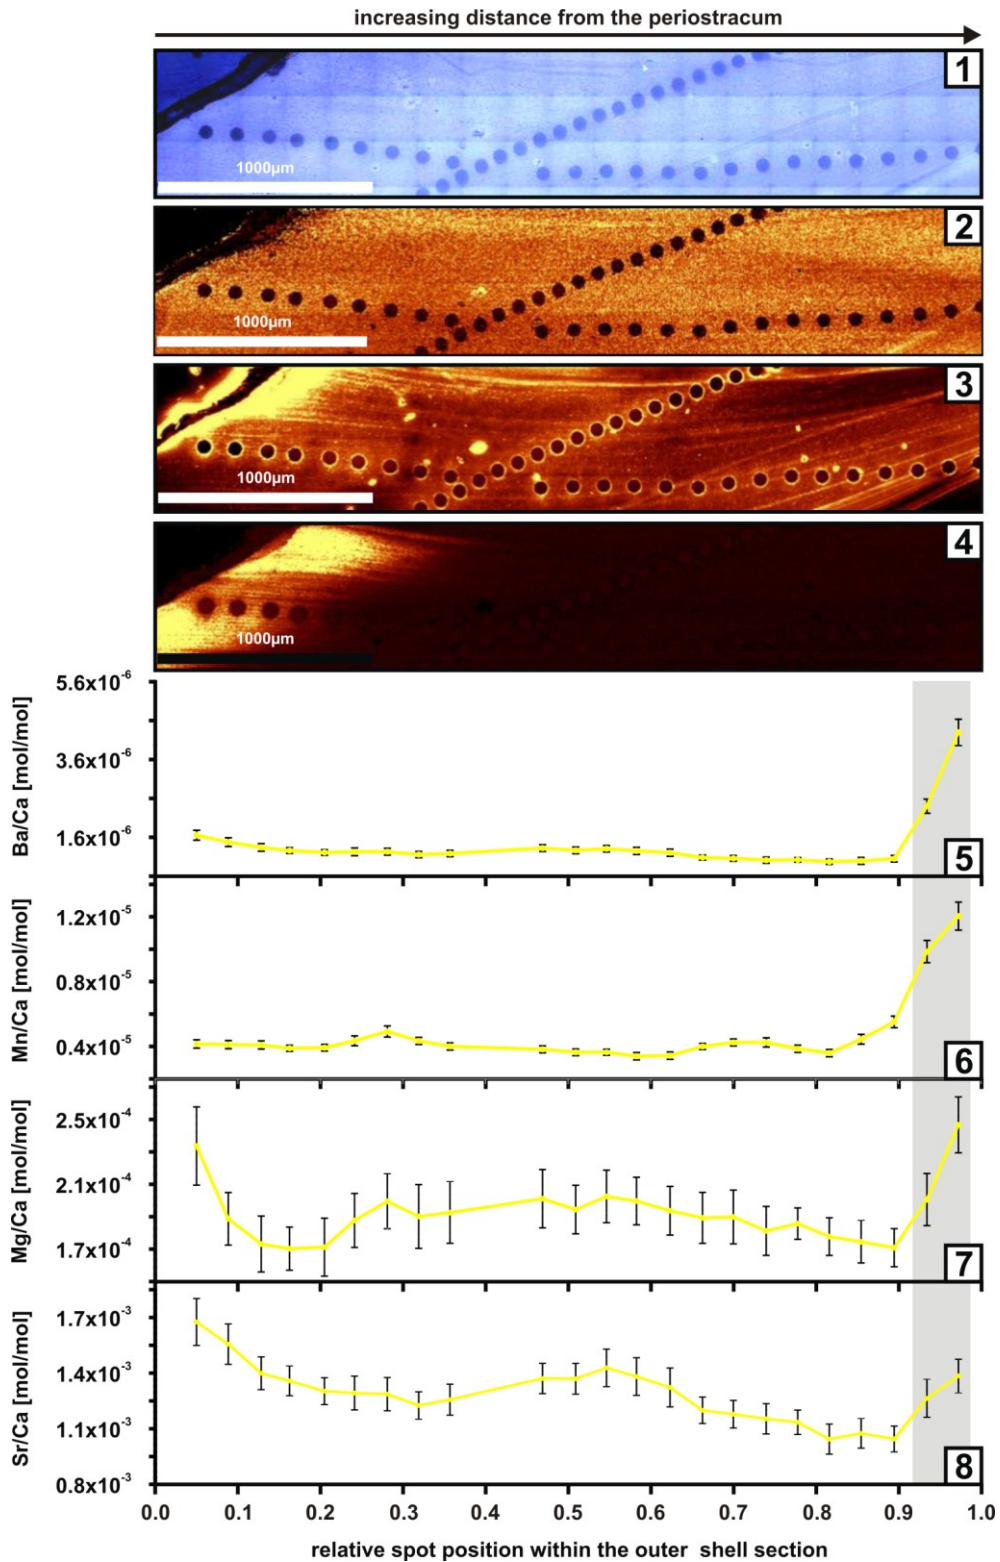 increasing distance from the periostracum
1
1000µm
2
1000µm
3
1000µm
4
1000µm
5.6x10⁻⁶
3.6x10⁻⁶
1.6x10⁻⁶
Ba/Ca [mol/mol]
5
1.2x10⁻⁵
0.8x10⁻⁵
0.4x10⁻⁵
Mn/Ca [mol/mol]
6
2.5x10⁻⁴
2.1x10⁻⁴
1.7x10⁻⁴
Mg/Ca [mol/mol]
7
1.7x10⁻³
1.4x10⁻³
1.1x10⁻³
0.8x10⁻³
Sr/Ca [mol/mol]
8
0.0 0.1 0.2 0.3 0.4 0.5 0.6 0.7 0.8 0.9 1.0
relative spot position within the outer shell section